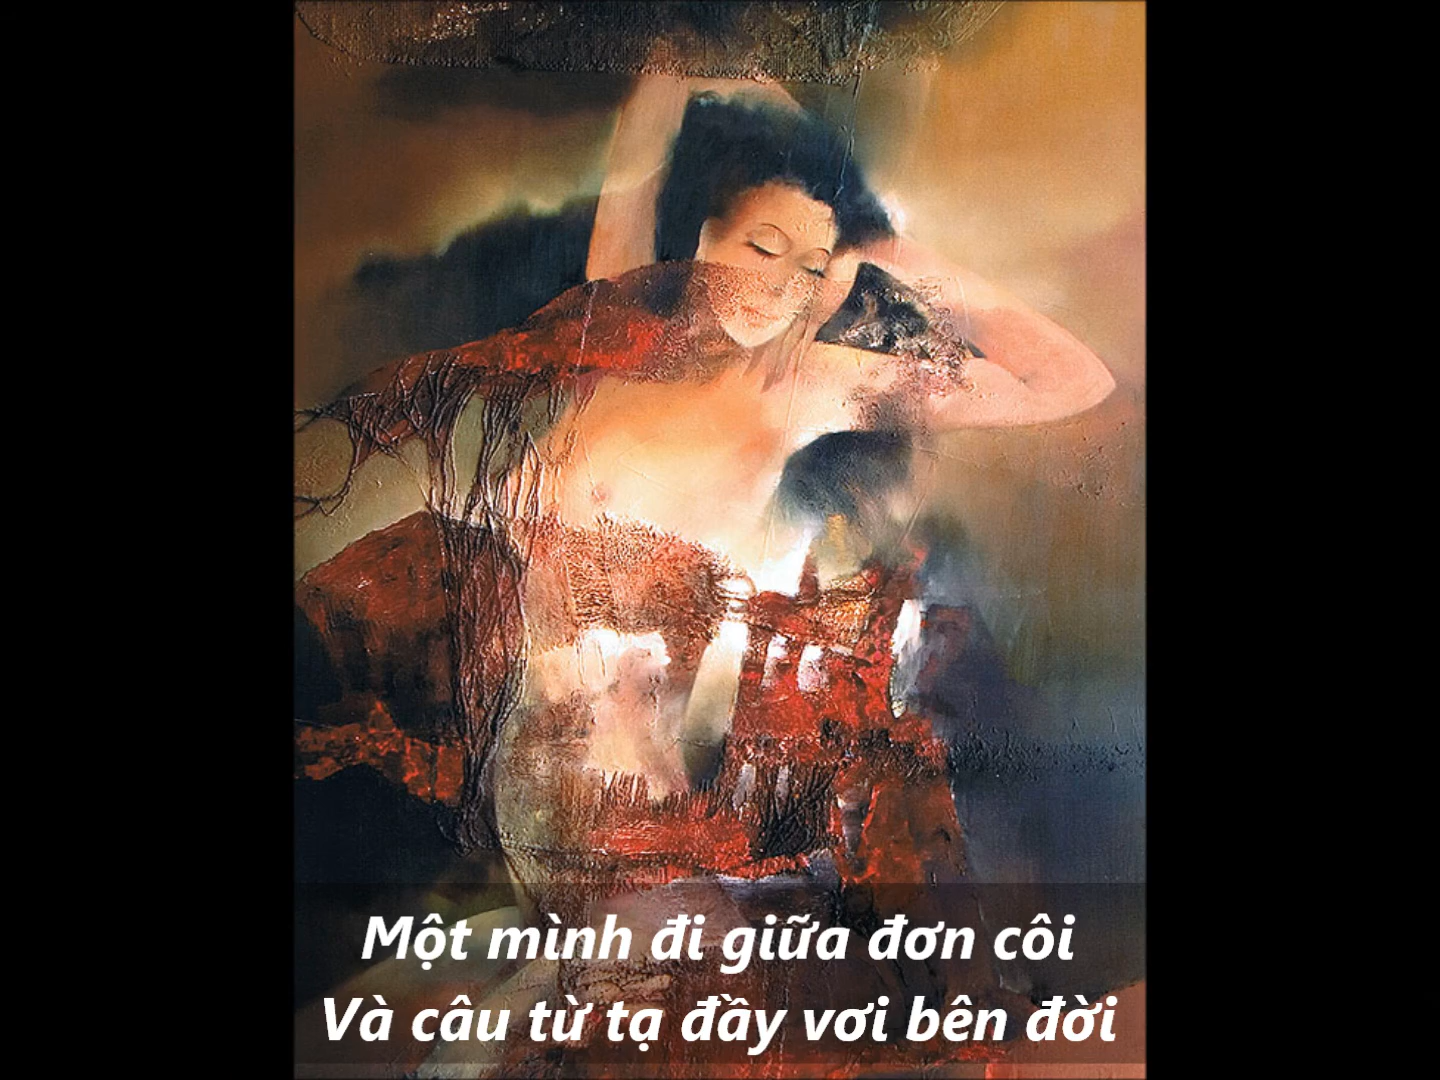 Một mình đi giữa đơn côi
Và câu từ tạ đầy vơi bên đời